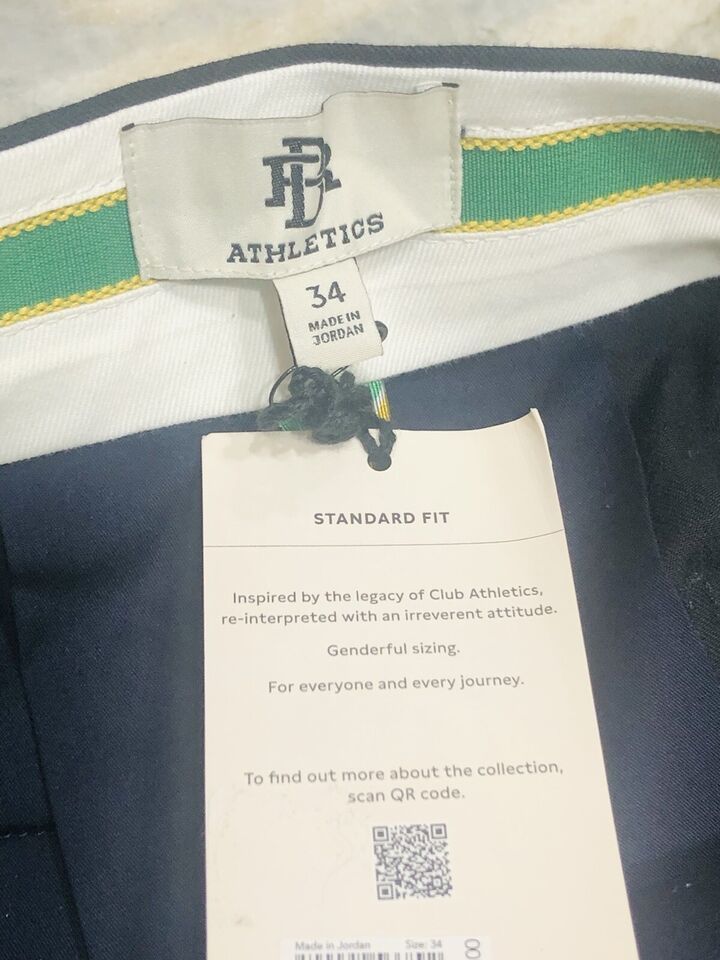 RB
ATHLETICS
34
MADE IN
JORDAN
STANDARD FIT
Inspired by the legacy of Club Athletics,
re-interpreted with an irreverent attitude.
Genderful sizing.
For everyone and every journey.
To find out more about the collection,
scan QR code.
Made in Jordan Size: 34